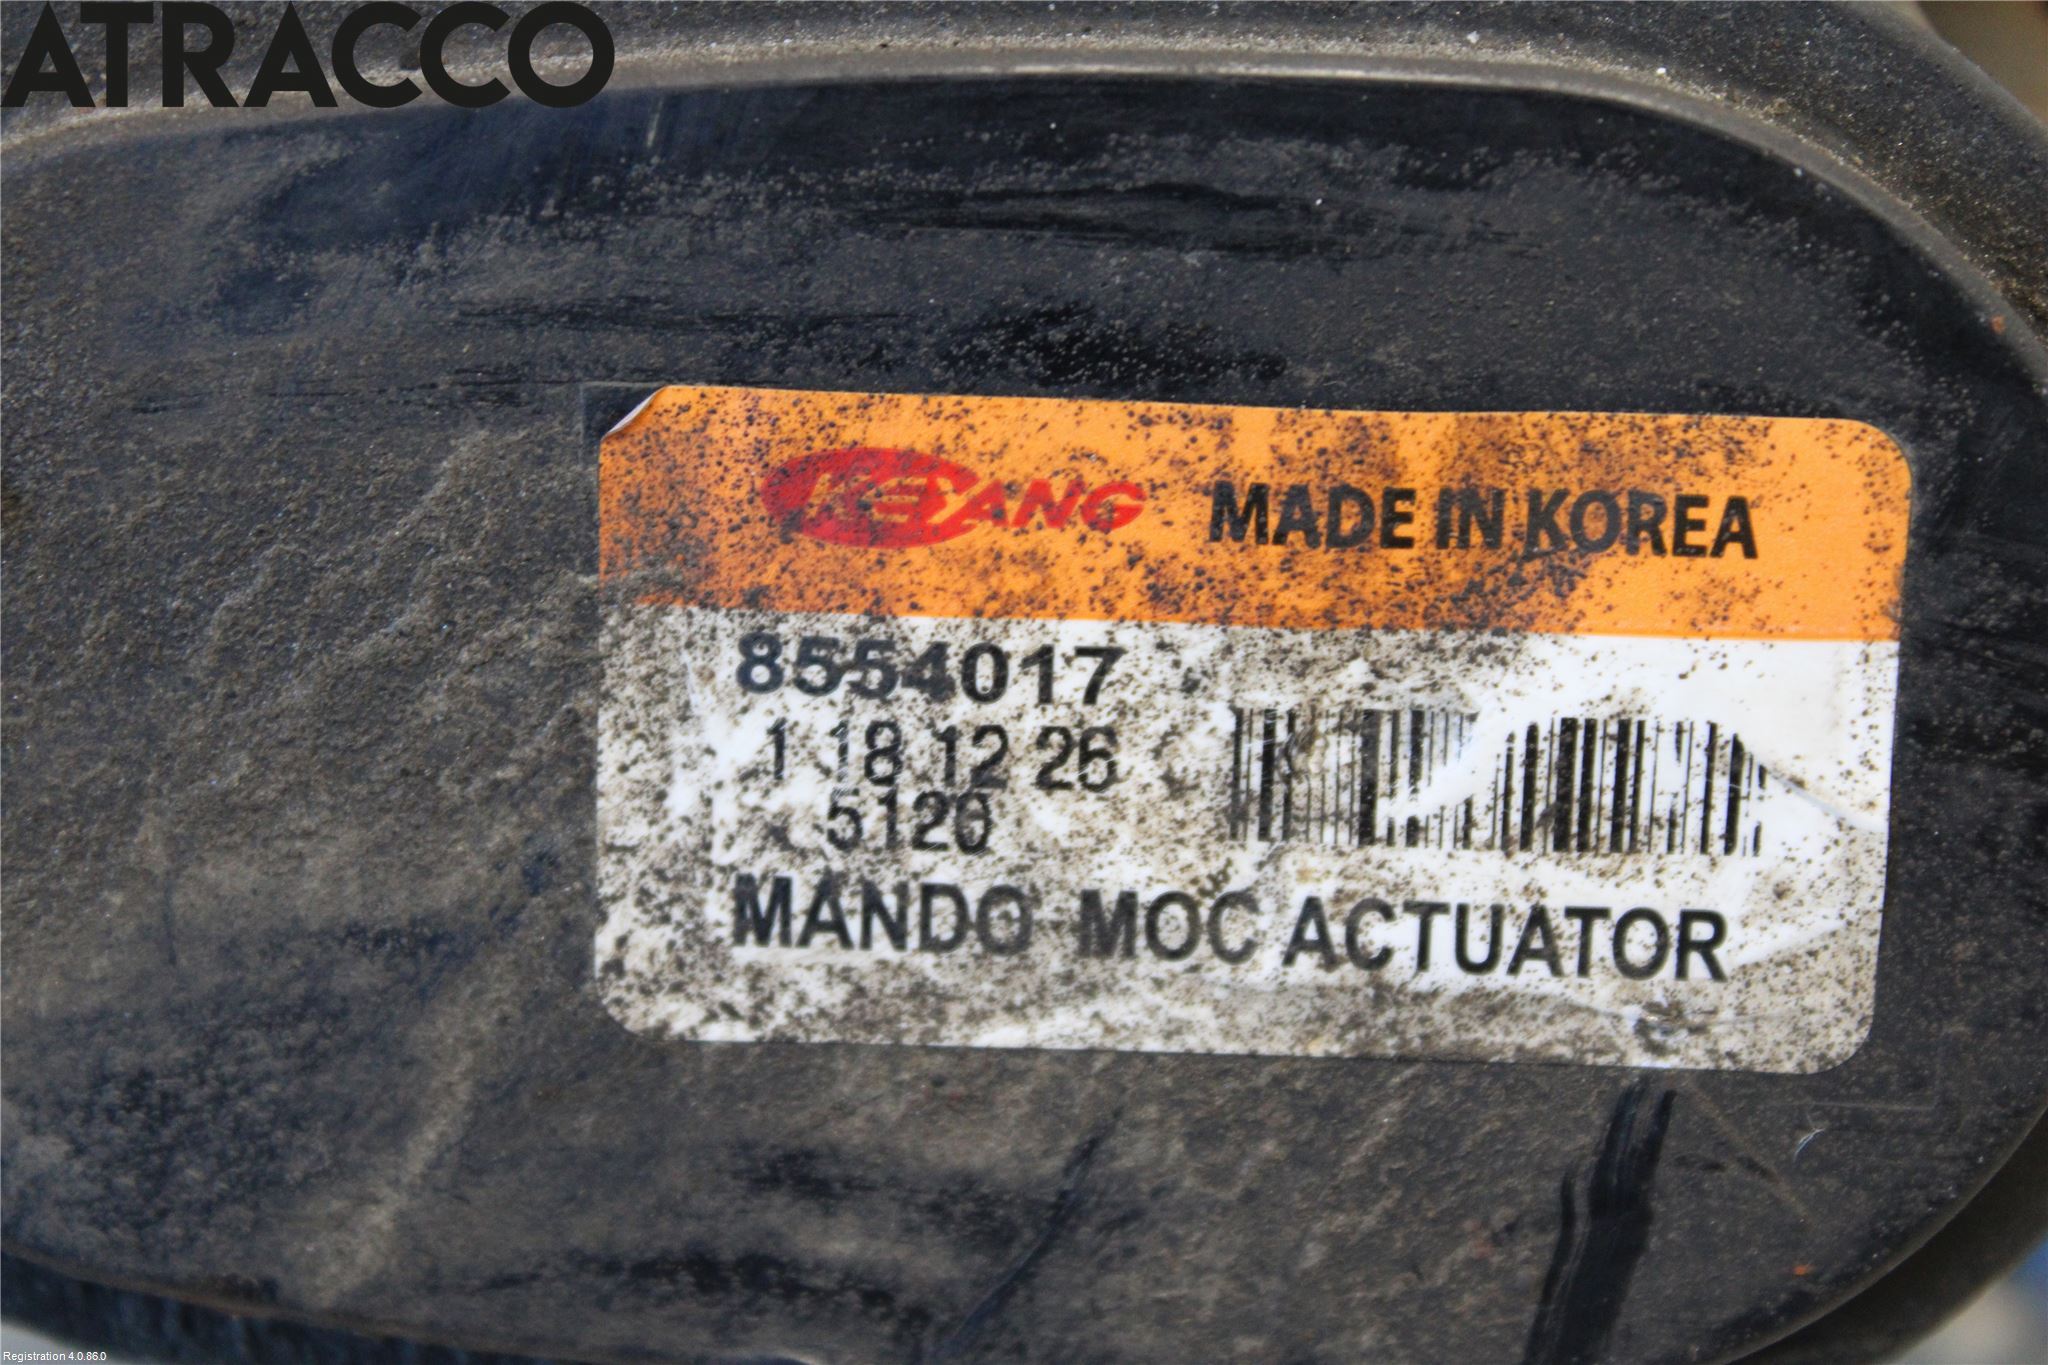 ATRACCO
KEYANG MADE IN KOREA
8554017
1 18 12 26
5120
MANDO MOC ACTUATOR
Registration 4.0.86.0